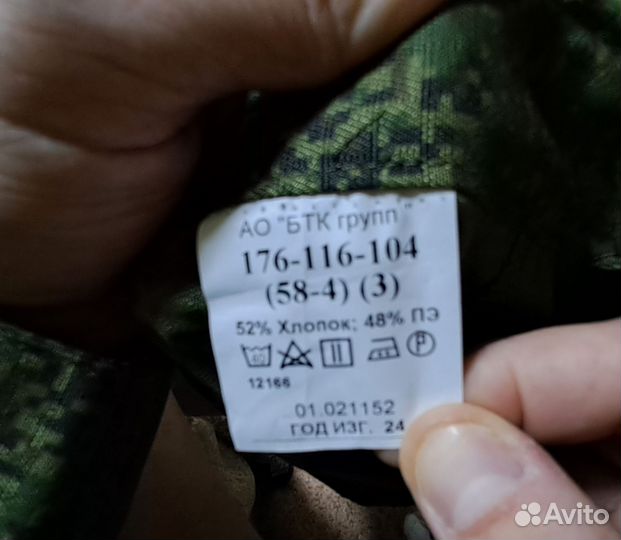 АО "БТК групп"
176-116-104
(58-4) (3)
52% Хлопок; 48% ПЭ
40
P
12166
01.021152
ГОД ИЗГ. 24
Avito